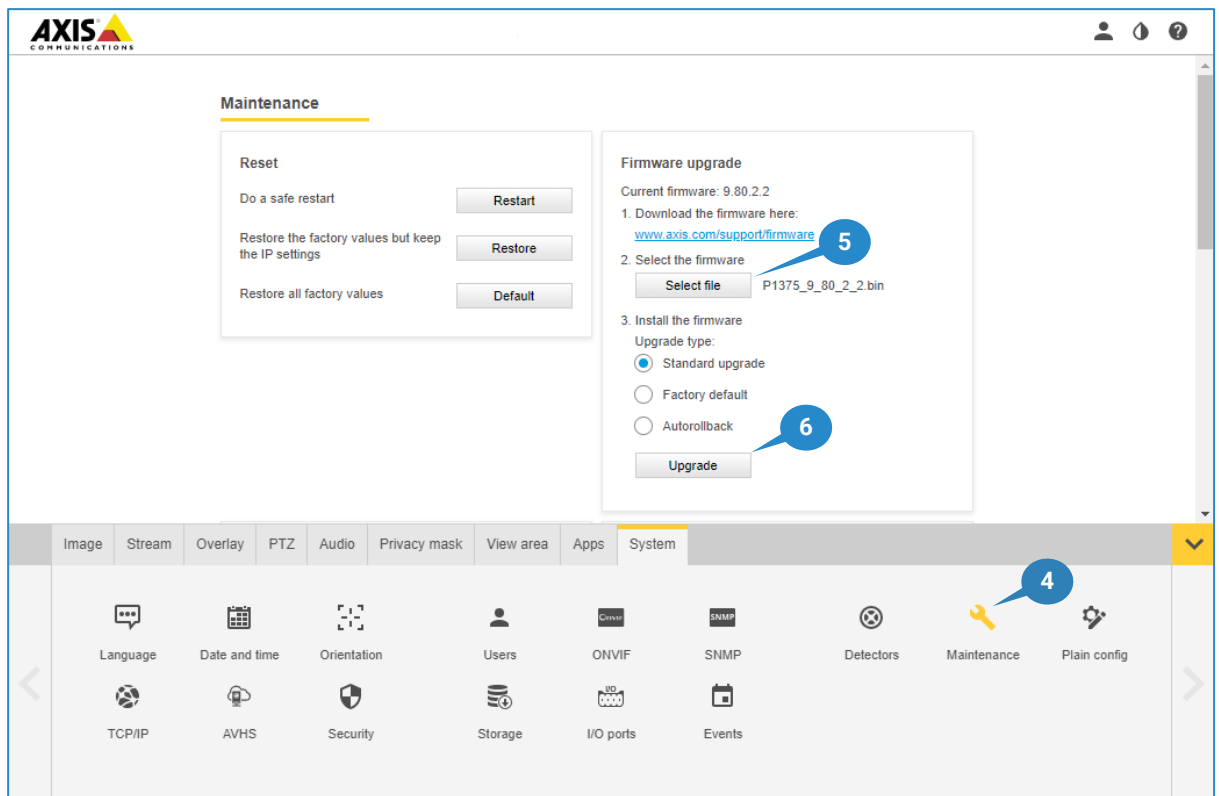 AXIS
COMMUNICATIONS
Maintenance
Reset
Do a safe restart
Restart
Restore the factory values but keep
the IP settings
Restore
Restore all factory values
Default
Firmware upgrade
Current firmware: 9.80.2.2
1. Download the firmware here:
www.axis.com/support/firmware
5
2. Select the firmware
Select file P1375_9_80_2_2.bin
3. Install the firmware
Upgrade type:
Standard upgrade
Factory default
Autorollback
6
Upgrade
Image Stream Overlay PTZ Audio Privacy mask View area Apps System
4
SNMP
Language Date and time Orientation Users ONVIF SNMP Detectors Maintenance Plain config
I/O
TCP/IP AVHS Security Storage I/O ports Events